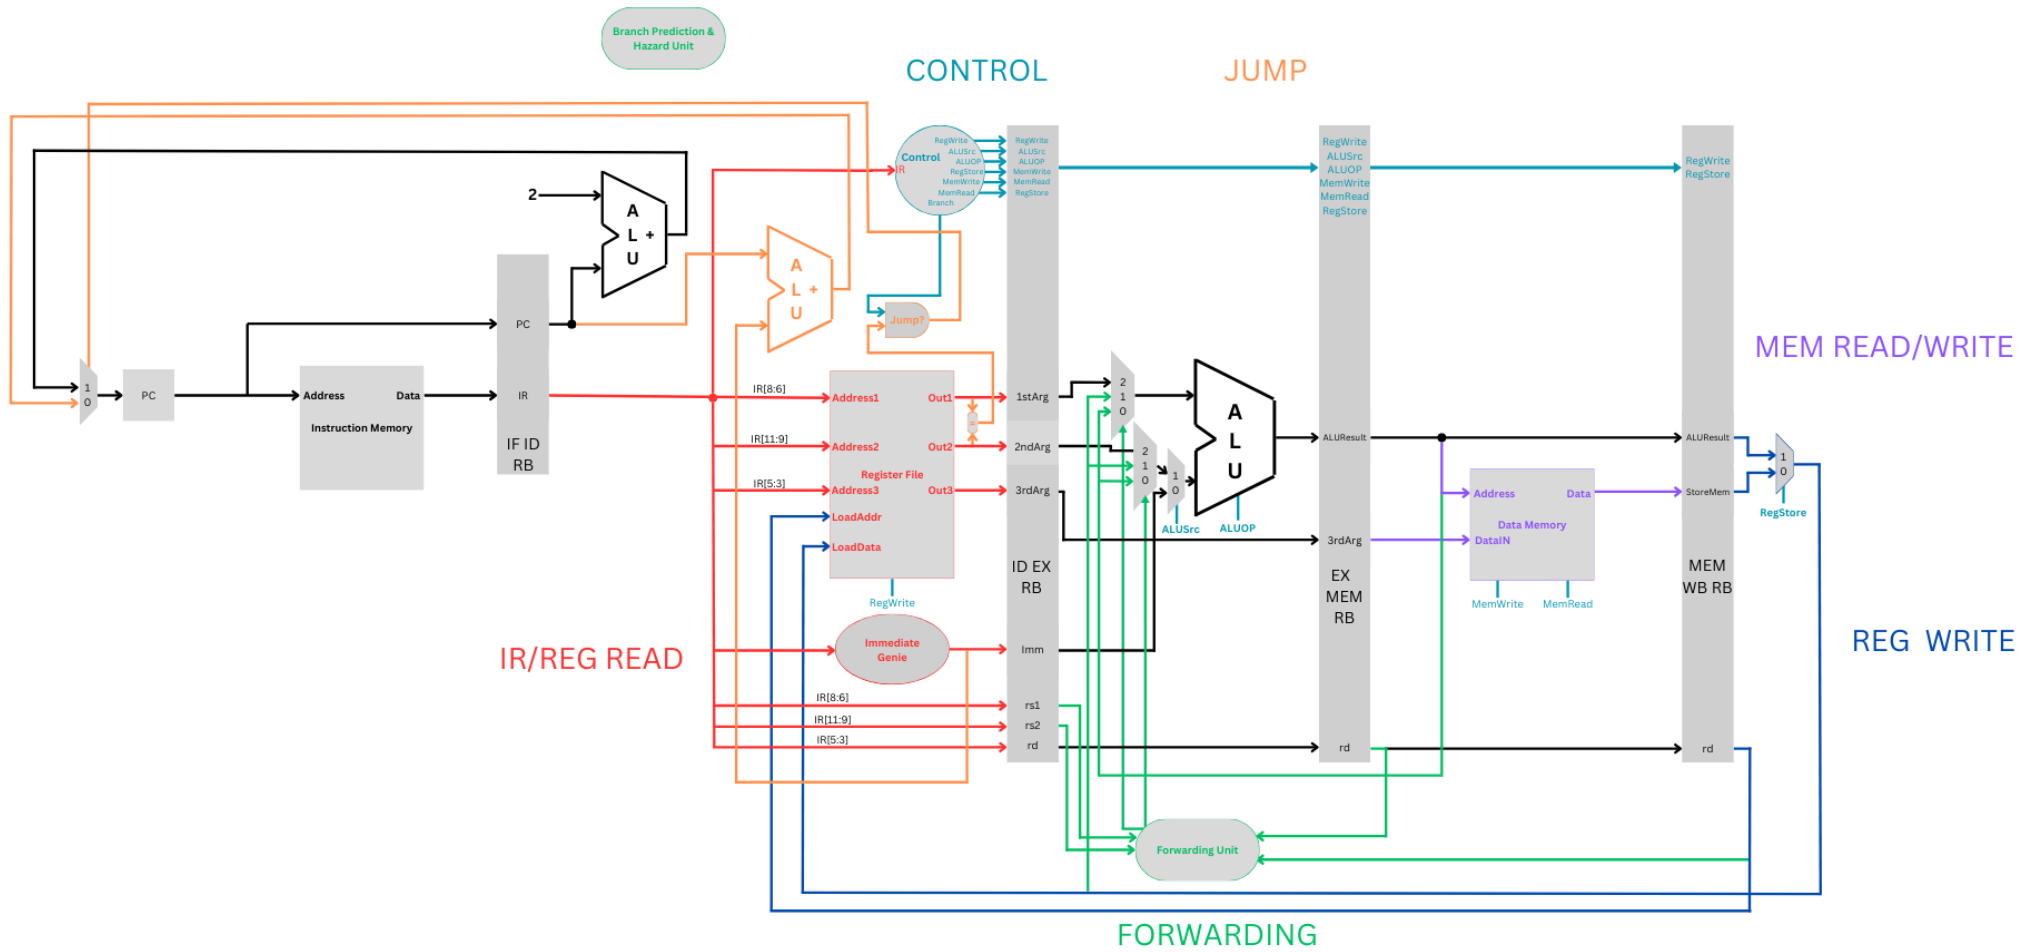 Branch Prediction &
Hazard Unit
CONTROL
JUMP
RegWrite
ALUSrc
ALUOP
RegStore
MemWrite
MemRead
Branch
Control
IR
RegWrite
ALUSrc
ALUOP
MemWrite
MemRead
RegStore
RegWrite
ALUSrc
ALUOP
MemWrite
MemRead
RegStore
RegWrite
RegStore
2
A
L +
U
A
L +
U
Jump?
PC
1
0
PC
Address
Data
Instruction Memory
IR
IF ID
RB
IR[8:6]
IR[11:9]
IR[5:3]
Address1
Out1
=
Address2
Out2
Register File
Address3
Out3
LoadAddr
LoadData
RegWrite
1stArg
2ndArg
3rdArg
ID EX
RB
2
1
0
2
1
0
1
0
ALUSrc
A
L
U
ALUOP
ALUResult
3rdArg
EX
MEM
RB
MEM READ/WRITE
Address
Data
Data Memory
DataIN
MemWrite
MemRead
ALUResult
StoreMem
MEM
WB RB
1
0
RegStore
REG WRITE
IR/REG READ
Immediate
Genie
Imm
IR[8:6]
rs1
IR[11:9]
rs2
IR[5:3]
rd
rd
rd
Forwarding Unit
FORWARDING